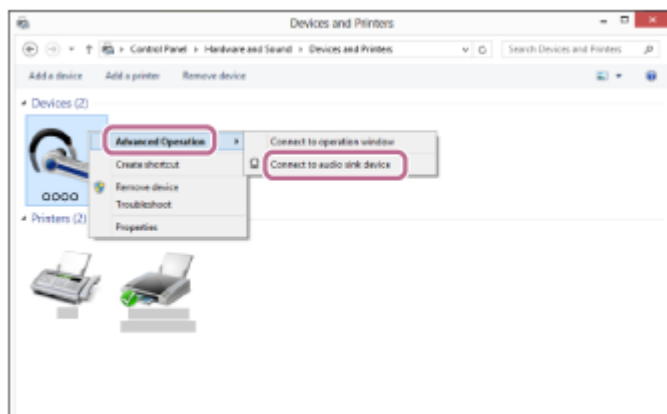 Devices and Printers
Control Panel › Hardware and Sound › Devices and Printers
Search Devices and Printers
Add a device Add a printer Remove device
Devices (2)
Advanced Operation
Connect to operation window
Create shortcut
Connect to audio sink device
Remove device
Troubleshoot
Properties
OOOO
Printers (2)